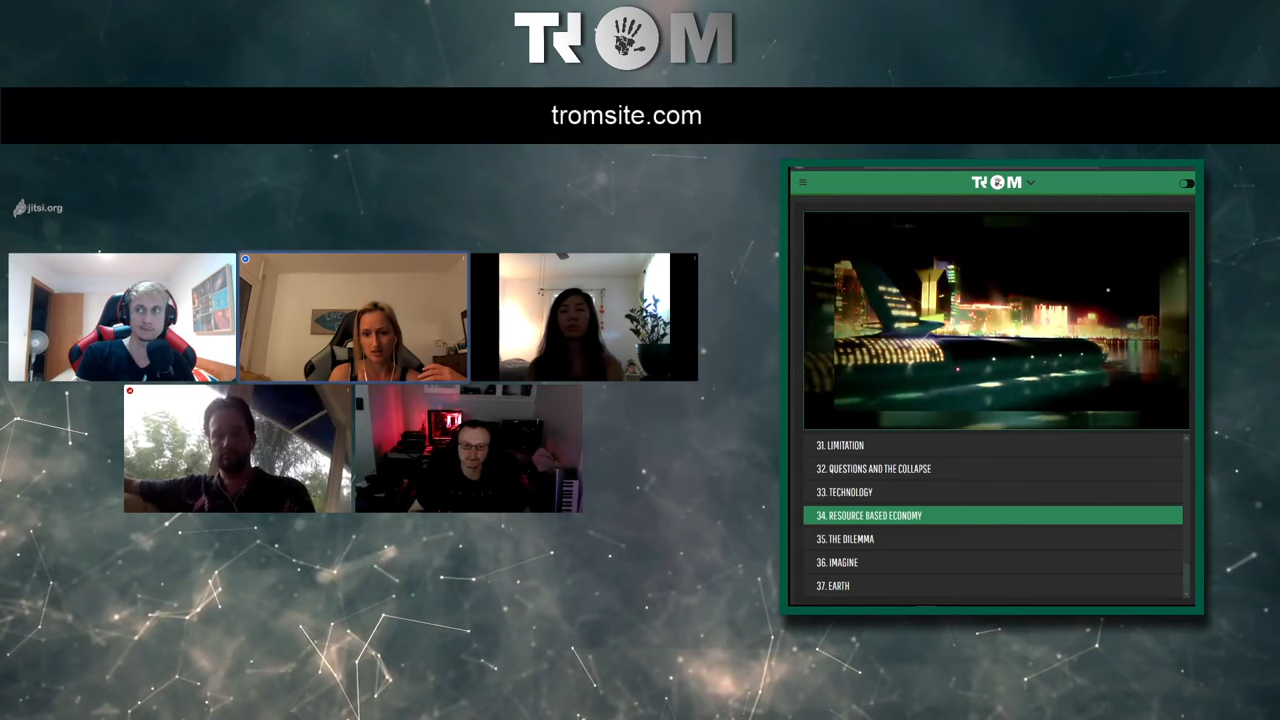 TROM
tromsite.com
jitsi.org
LIVE
TROM
31. LIMITATION
32. QUESTIONS AND THE COLLAPSE
33. TECHNOLOGY
34. RESOURCE BASED ECONOMY
35. THE DILEMMA
36. IMAGINE
37. EARTH